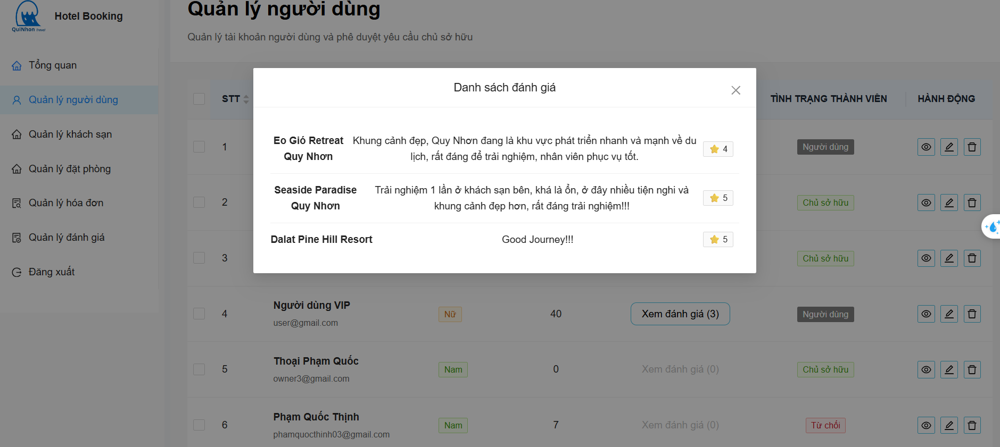 QuiNhon Travel
Hotel Booking
Tổng quan
Quản lý người dùng
Quản lý khách sạn
Quản lý đặt phòng
Quản lý hóa đơn
Quản lý đánh giá
Đăng xuất
Quản lý người dùng
Quản lý tài khoản người dùng và phê duyệt yêu cầu chủ sở hữu
STT
TÌNH TRẠNG THÀNH VIÊN
HÀNH ĐỘNG
Danh sách đánh giá
Eo Gió Retreat
Quy Nhơn
Khung cảnh đẹp, Quy Nhơn đang là khu vực phát triển nhanh và mạnh về du
lịch, rất đáng để trải nghiệm, nhân viên phục vụ tốt.
4
Seaside Paradise
Quy Nhơn
Trải nghiệm 1 lần ở khách sạn bên, khá là ổn, ở đây nhiều tiện nghi và
khung cảnh đẹp hơn, rất đáng trải nghiệm!!!
5
Dalat Pine Hill Resort
Good Journey!!!
5
1
Người dùng
2
Chủ sở hữu
3
Chủ sở hữu
4
Người dùng VIP
user@gmail.com
Nữ
40
Xem đánh giá (3)
Người dùng
5
Thoại Phạm Quốc
owner3@gmail.com
Nam
0
Xem đánh giá (0)
Chủ sở hữu
6
Phạm Quốc Thịnh
phamquocthinh03@gmail.com
Nam
7
Xem đánh giá (0)
Từ chối